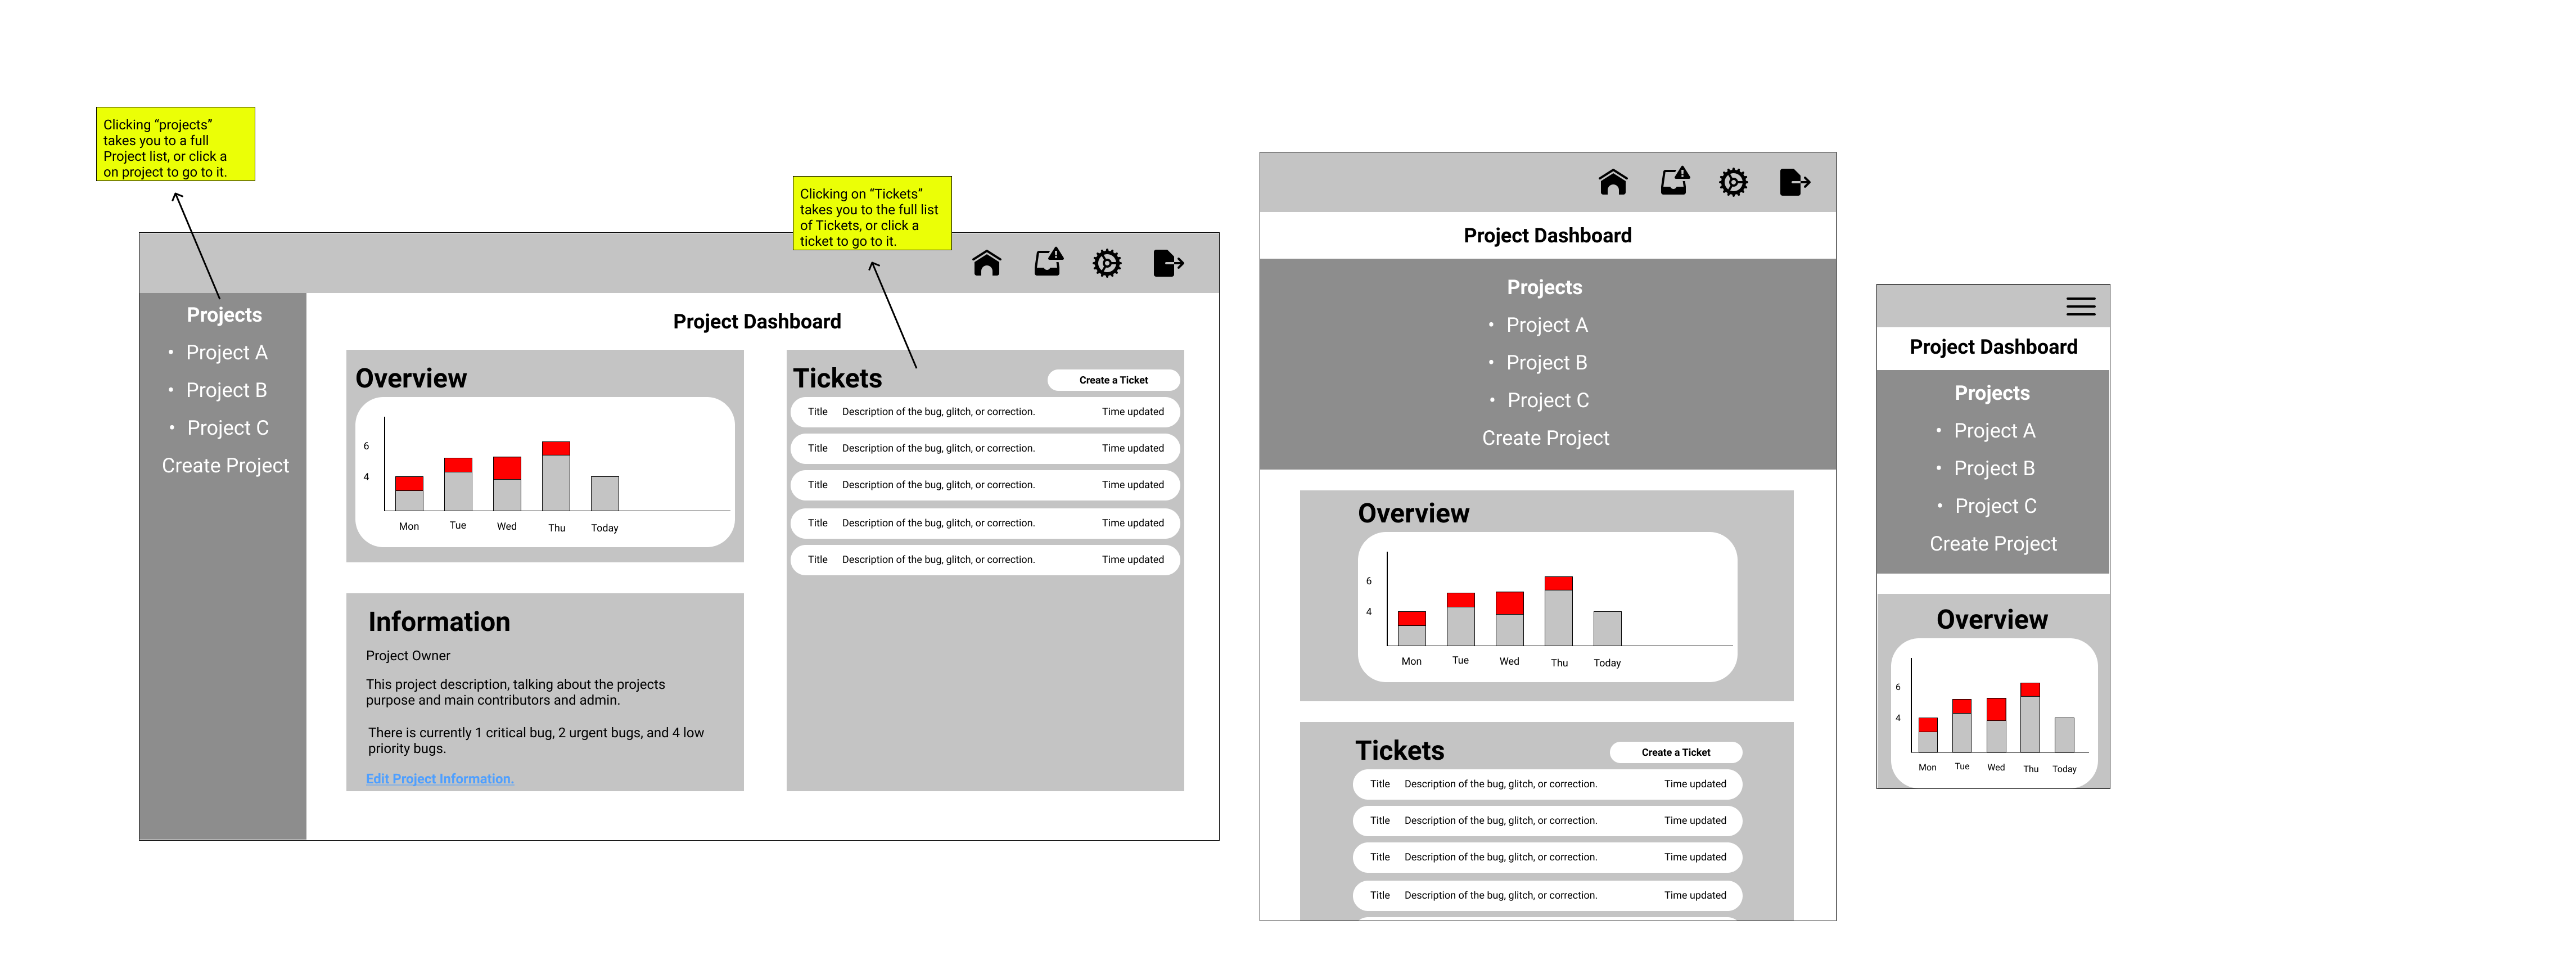 Clicking “projects”
takes you to a full
Project list, or click a
on project to go to it.
Clicking on “Tickets”
takes you to the full list
of Tickets, or click a
ticket to go to it.
Projects
• Project A
• Project B
• Project C
Create Project
Project Dashboard
Overview
6
4
Mon Tue Wed Thu Today
Information
Project Owner
This project description, talking about the projects
purpose and main contributors and admin.
There is currently 1 critical bug, 2 urgent bugs, and 4 low
priority bugs.
Edit Project Information.
Tickets Create a Ticket
Title Description of the bug, glitch, or correction. Time updated
Title Description of the bug, glitch, or correction. Time updated
Title Description of the bug, glitch, or correction. Time updated
Title Description of the bug, glitch, or correction. Time updated
Title Description of the bug, glitch, or correction. Time updated
Project Dashboard
Projects
• Project A
• Project B
• Project C
Create Project
Overview
6
4
Mon Tue Wed Thu Today
Tickets Create a Ticket
Title Description of the bug, glitch, or correction. Time updated
Title Description of the bug, glitch, or correction. Time updated
Title Description of the bug, glitch, or correction. Time updated
Title Description of the bug, glitch, or correction. Time updated
Project Dashboard
Projects
• Project A
• Project B
• Project C
Create Project
Overview
6
4
Mon Tue Wed Thu Today